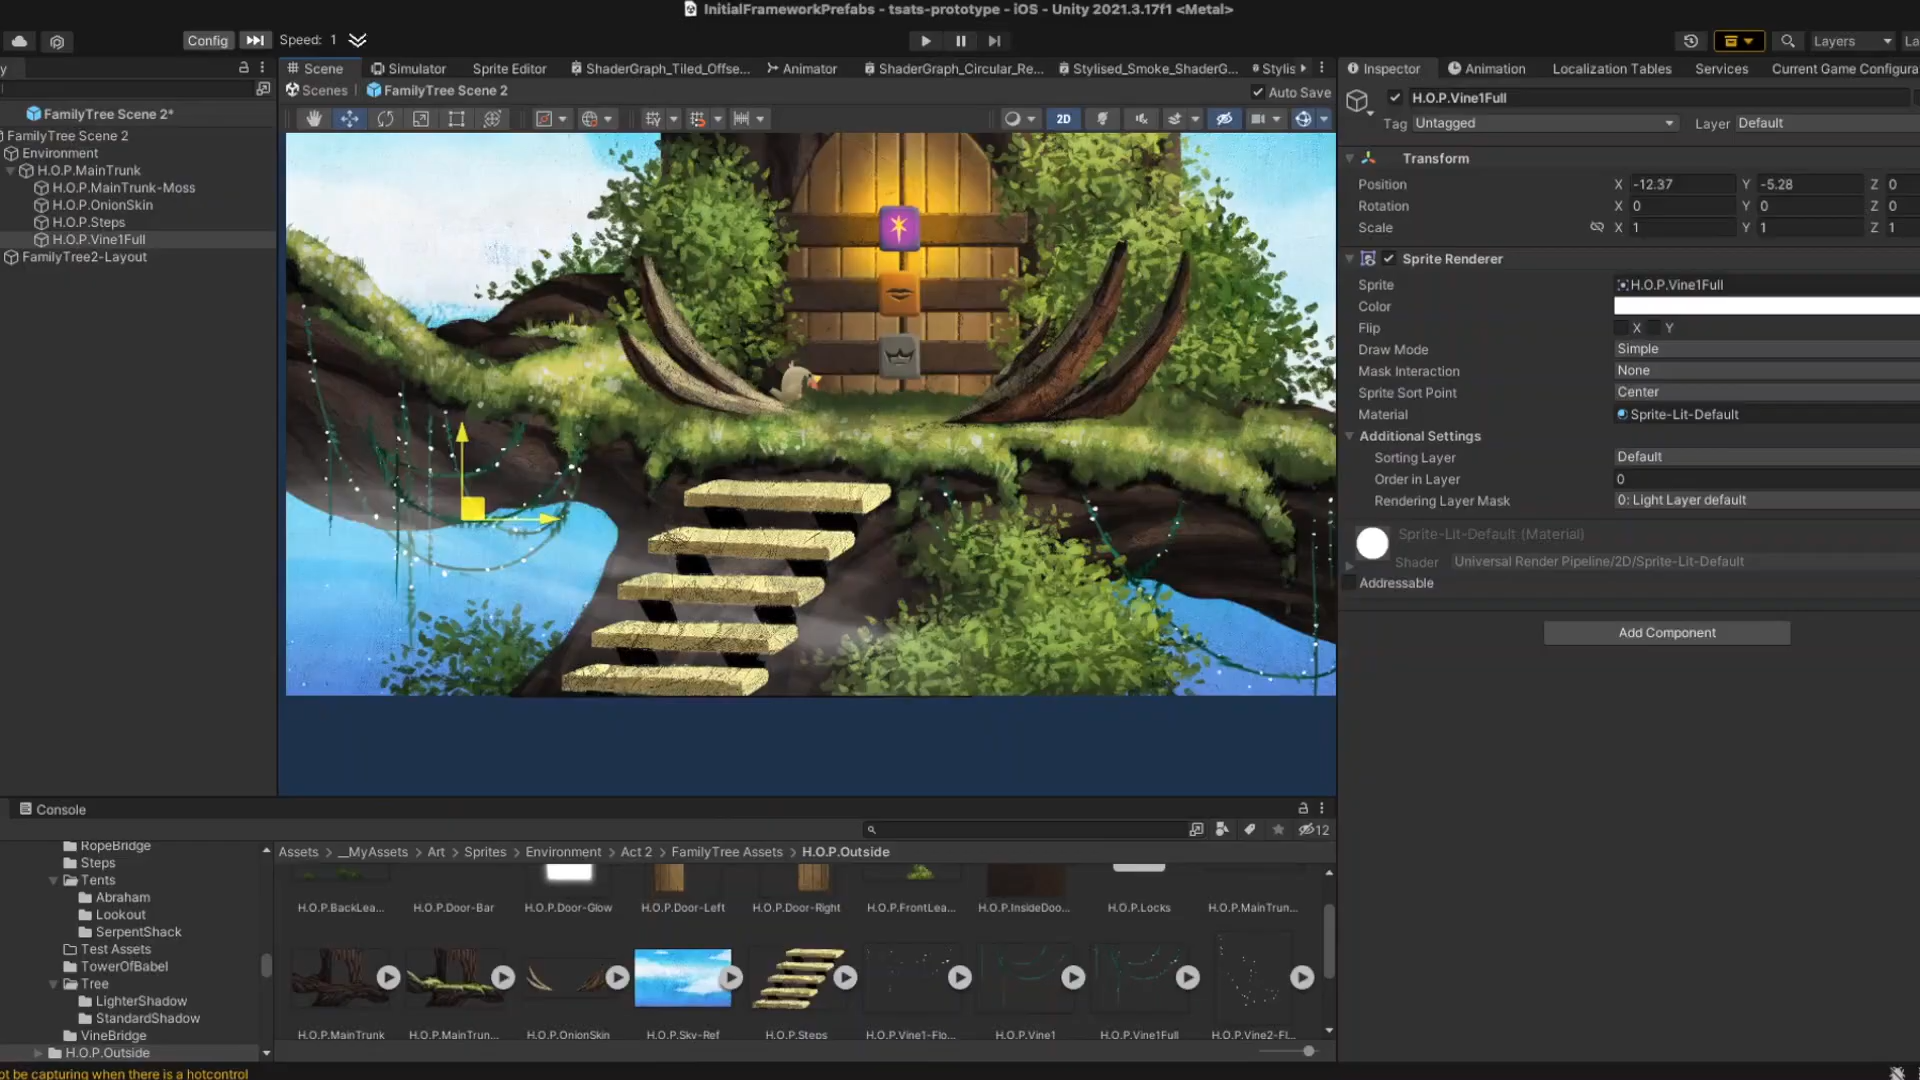 InitialFrameworkPrefabs - tsats-prototype - iOS - Unity 2021.3.17f1 <Metal>
Config
Speed: 1
Layers
La
y
Scene
Simulator
Sprite Editor
ShaderGraph_Tiled_Offse...
Animator
ShaderGraph_Circular_Re...
Stylised_Smoke_ShaderG...
Stylis
Inspector
Animation
Localization Tables
Services
Current Game Configura
Scenes
FamilyTree Scene 2
Auto Save
2D
FamilyTree Scene 2*
FamilyTree Scene 2
Environment
H.O.P.MainTrunk
H.O.P.MainTrunk-Moss
H.O.P.OnionSkin
H.O.P.Steps
H.O.P.Vine1Full
FamilyTree2-Layout
H.O.P.Vine1Full
Tag Untagged Layer Default
Transform
Position X -12.37 Y -5.28 Z 0
Rotation X 0 Y 0 Z 0
Scale X 1 Y 1 Z 1
Sprite Renderer
Sprite H.O.P.Vine1Full
Color
Flip X Y
Draw Mode Simple
Mask Interaction None
Sprite Sort Point Center
Material Sprite-Lit-Default
Additional Settings
Sorting Layer Default
Order in Layer 0
Rendering Layer Mask 0: Light Layer default
Sprite-Lit-Default (Material)
Shader Universal Render Pipeline/2D/Sprite-Lit-Default
Addressable
Add Component
Console
12
RopeBridge
Steps
Tents
Abraham
Lookout
SerpentShack
Test Assets
TowerOfBabel
Tree
LighterShadow
StandardShadow
VineBridge
H.O.P.Outside
Assets > __MyAssets > Art > Sprites > Environment > Act 2 > FamilyTree Assets > H.O.P.Outside
H.O.P.BackLea... H.O.P.Door-Bar H.O.P.Door-Glow H.O.P.Door-Left H.O.P.Door-Right H.O.P.FrontLea... H.O.P.InsideDoo... H.O.P.Locks H.O.P.MainTrun...
H.O.P.MainTrunk H.O.P.MainTrun... H.O.P.OnionSkin H.O.P.Sky-Ref H.O.P.Steps H.O.P.Vine1-Flo... H.O.P.Vine1 H.O.P.Vine1Full H.O.P.Vine2-Fl...
ot be capturing when there is a hotcontrol